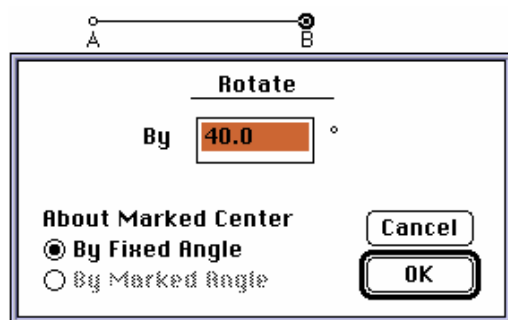 A B
Rotate
By 40.0 °
About Marked Center
By Fixed Angle
By Marked Angle
Cancel
OK